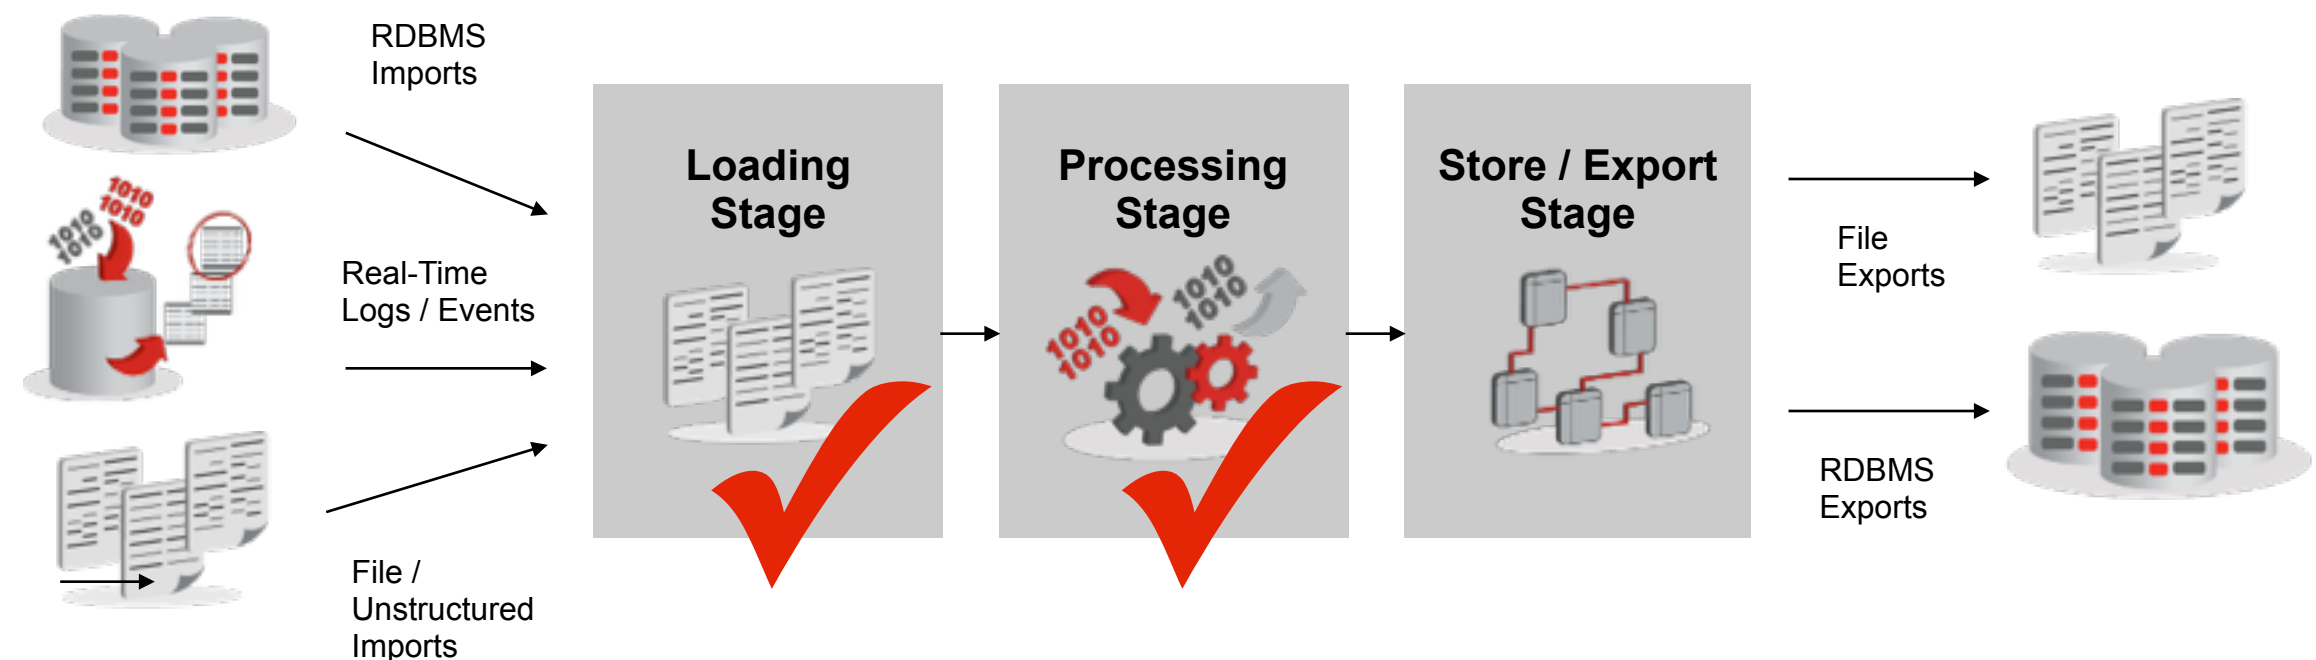 RDBMS
Imports
1010
1010
1010
1010
Real-Time
Logs / Events
File /
Unstructured
Imports
Loading
Stage
Processing
Stage
1010
1010
1010
1010
Store / Export
Stage
File
Exports
RDBMS
Exports